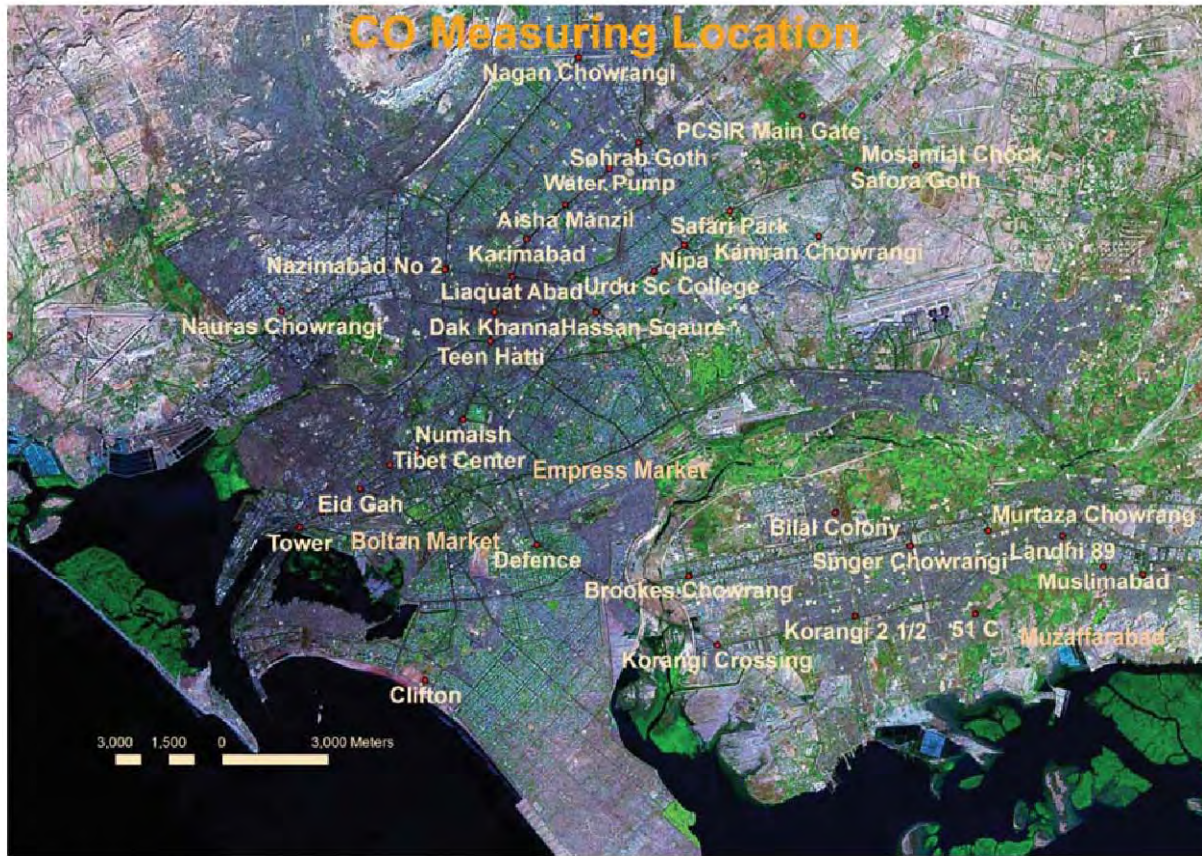 CO Measuring Location
Nagan Chowrangi
PCSIR Main Gate
Sohrab Goth
Mosamiat Chock
Water Pump
Safora Goth
Aisha Manzil
Safari Park
Karimabad
Kamran Chowrangi
Nazimabad No 2
Nipa
Liaquat Abad
Urdu Sc College
Nauras Chowrangi
Dak Khanna
Hassan Sqaure
Teen Hatti
Numaish
Tibet Center
Empress Market
Eid Gah
Bilal Colony
Murtaza Chowrang
Tower
Boltan Market
Defence
Singer Chowrangi
Landhi 89
Brookes Chowrang
Muslimabad
Korangi 2 1/2
51 C
Muzaffarabad
Korangi Crossing
Clifton
3,000 1,500 0 3,000 Meters